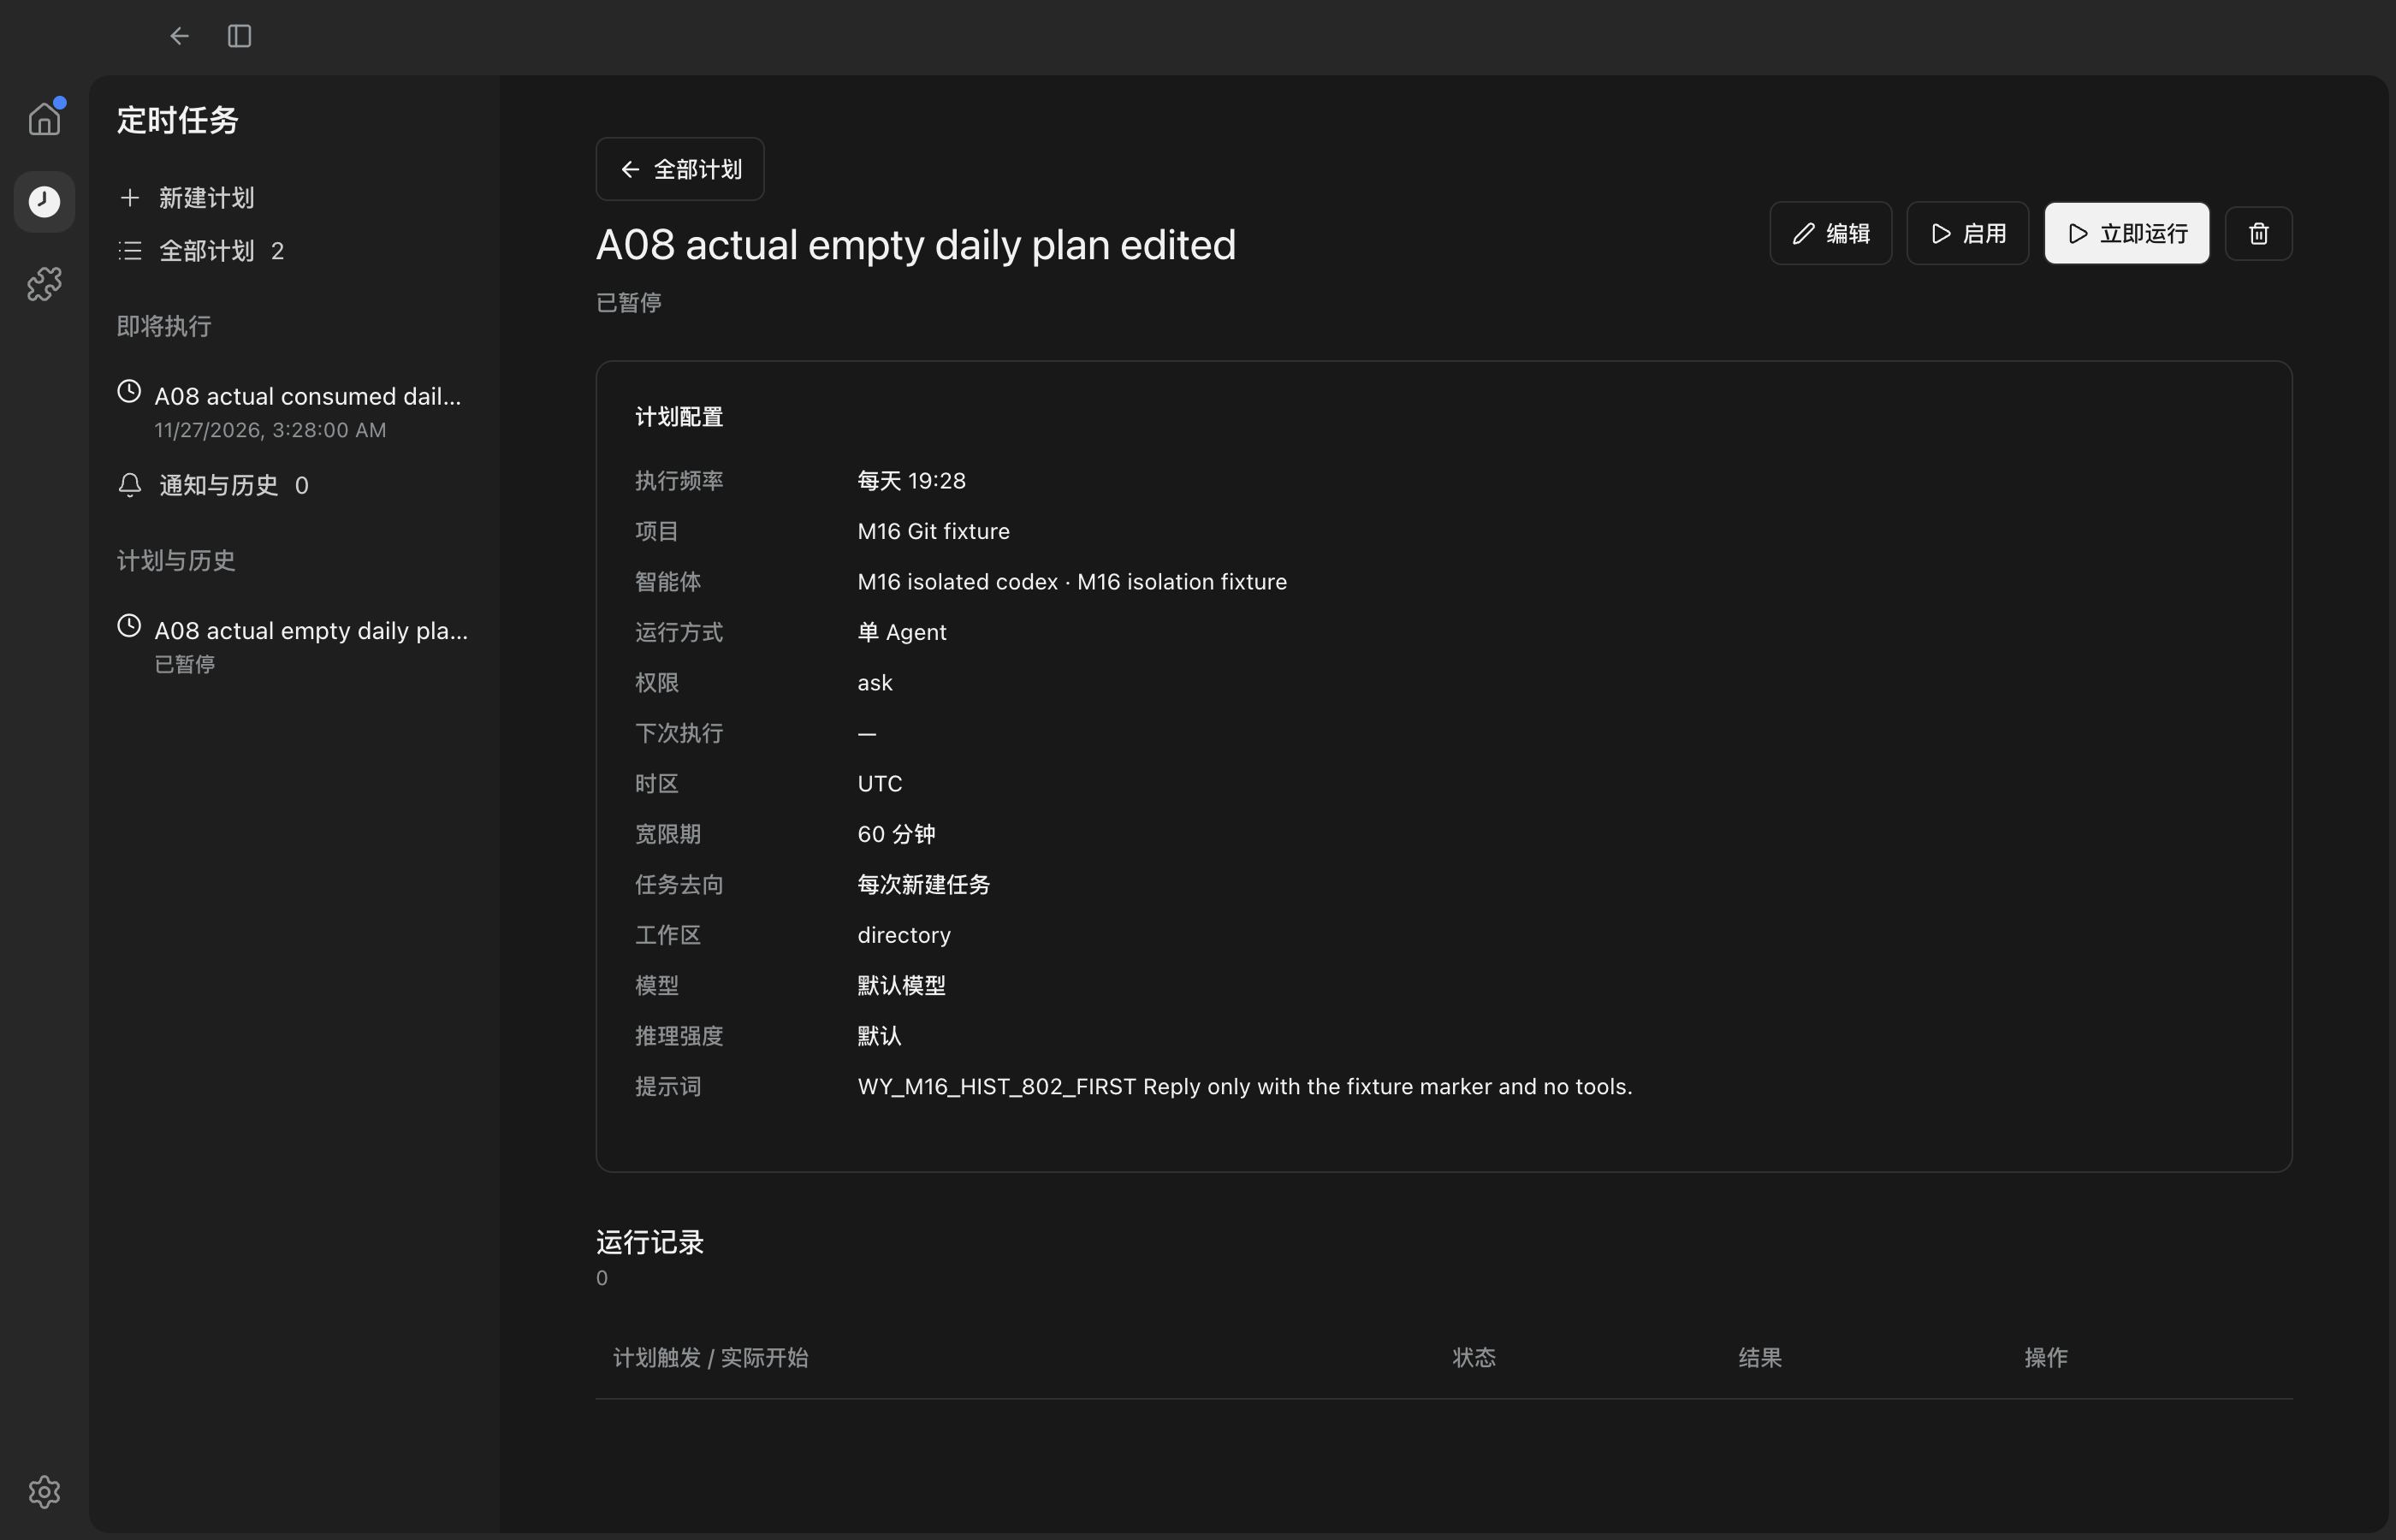 定时任务
新建计划
全部计划 2
即将执行
A08 actual consumed dail...
11/27/2026, 3:28:00 AM
通知与历史 0
计划与历史
A08 actual empty daily pla...
已暂停
全部计划
A08 actual empty daily plan edited
已暂停
编辑
启用
立即运行
计划配置
执行频率 每天 19:28
项目 M16 Git fixture
智能体 M16 isolated codex · M16 isolation fixture
运行方式 单 Agent
权限 ask
下次执行 —
时区 UTC
宽限期 60 分钟
任务去向 每次新建任务
工作区 directory
模型 默认模型
推理强度 默认
提示词 WY_M16_HIST_802_FIRST Reply only with the fixture marker and no tools.
运行记录
0
计划触发 / 实际开始 状态 结果 操作